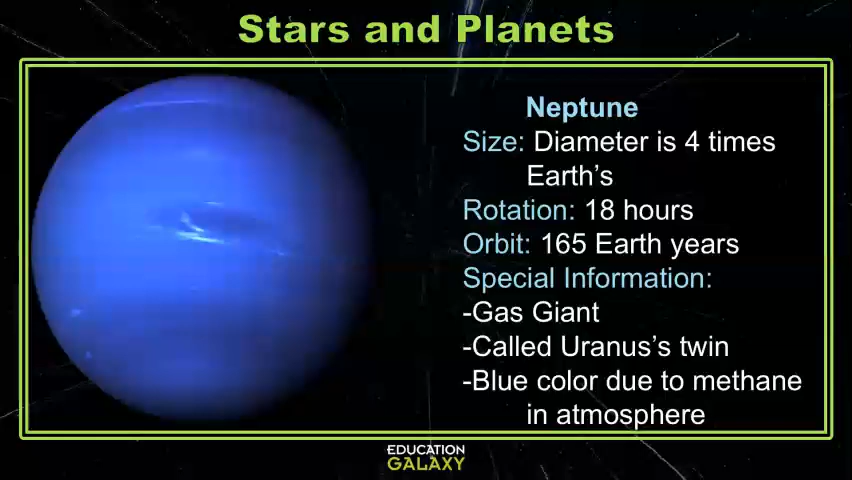 Stars and Planets
Neptune
Size: Diameter is 4 times
Earth's
Rotation: 18 hours
Orbit: 165 Earth years
Special Information:
-Gas Giant
-Called Uranus's twin
-Blue color due to methane
in atmosphere
EDUCATION
GALAXY